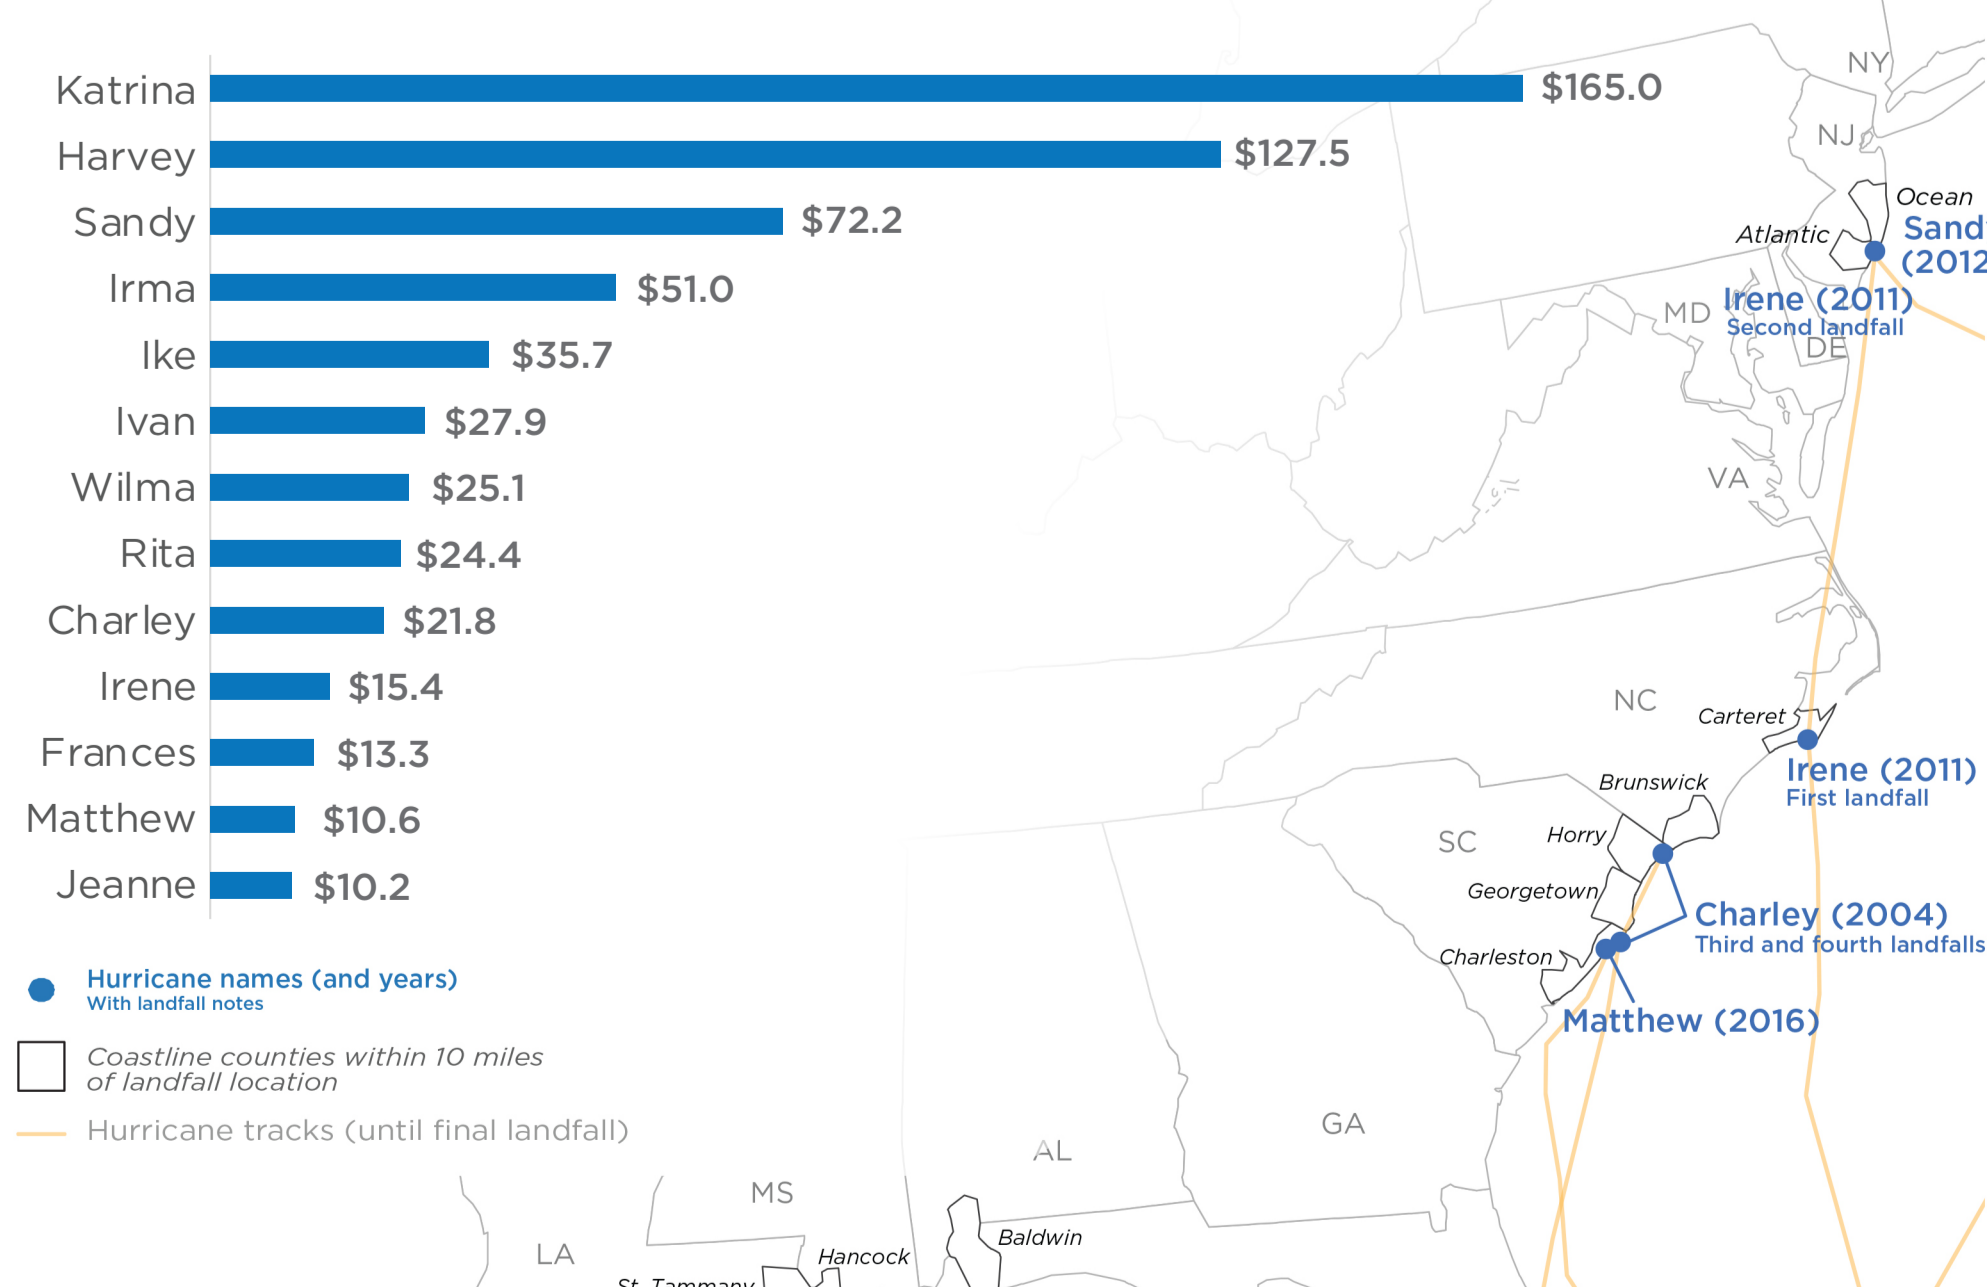 Katrina $165.0
Harvey $127.5
Sandy $72.2
Irma $51.0
Ike $35.7
Ivan $27.9
Wilma $25.1
Rita $24.4
Charley $21.8
Irene $15.4
Frances $13.3
Matthew $10.6
Jeanne $10.2
Hurricane names (and years)
With landfall notes
Coastline counties within 10 miles
of landfall location
Hurricane tracks (until final landfall)
NY
NJ
Ocean
Atlantic
Sand
(2012
MD
Irene (2011)
Second landfall
DE
VA
NC
Carteret
Irene (2011)
First landfall
Brunswick
SC
Horry
Georgetown
Charley (2004)
Third and fourth landfalls
Charleston
Matthew (2016)
GA
AL
MS
LA
Hancock
Baldwin
St. Tammany